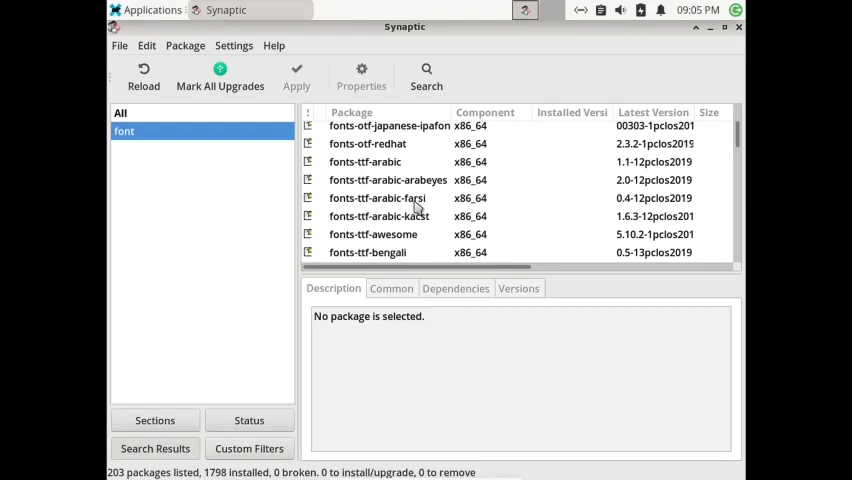 Applications Synaptic 09:05 PM
Synaptic
File Edit Package Settings Help
Reload Mark All Upgrades Apply Properties Search
All
font
Package Component Installed Versi Latest Version Size
fonts-otf-japanese-ipafon x86_64 00303-1pclos201
fonts-otf-redhat x86_64 2.3.2-1pclos2019
fonts-ttf-arabic x86_64 1.1-12pclos2019
fonts-ttf-arabic-arabeyes x86_64 2.0-12pclos2019
fonts-ttf-arabic-farsi x86_64 0.4-12pclos2019
fonts-ttf-arabic-kacst x86_64 1.6.3-12pclos201
fonts-ttf-awesome x86_64 5.10.2-1pclos201
fonts-ttf-bengali x86_64 0.5-13pclos2019
Description Common Dependencies Versions
No package is selected.
Sections Status
Search Results Custom Filters
203 packages listed, 1798 installed, 0 broken. 0 to install/upgrade, 0 to remove